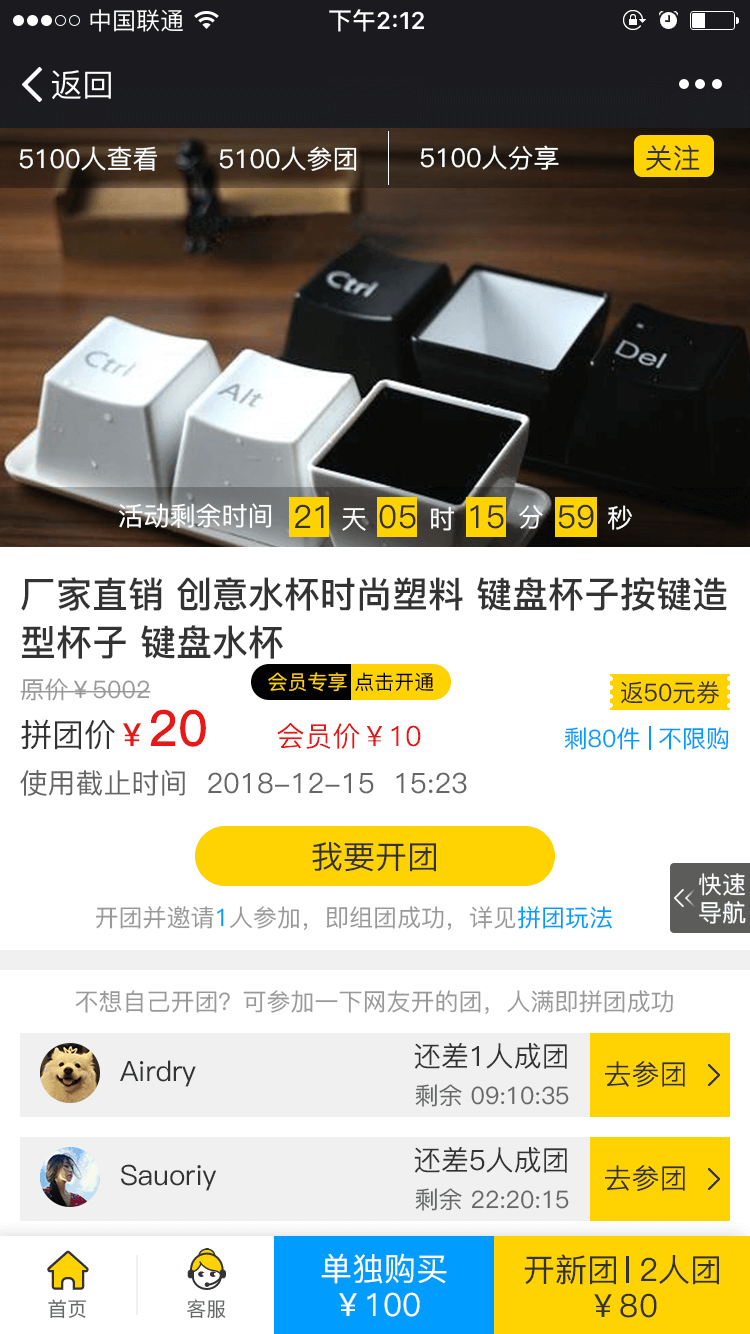 中国联通 下午2:12
返回
5100人查看 5100人参团 5100人分享 关注
Ctrl
Del
Ctrl
Alt
活动剩余时间 21 天 05 时 15 分 59 秒
厂家直销 创意水杯时尚塑料 键盘杯子按键造
型杯子 键盘水杯
原价￥5002 会员专享 点击开通 返50元券
拼团价￥20 会员价￥10 剩80件 | 不限购
使用截止时间 2018-12-15 15:23
我要开团
快速
导航
开团并邀请1人参加，即组团成功，详见拼团玩法
不想自己开团？可参加一下网友开的团，人满即拼团成功
Airdry 还差1人成团 去参团
剩余 09:10:35
Sauoriy 还差5人成团 去参团
剩余 22:20:15
首页 客服 单独购买 开新团 | 2人团
￥100 ￥80